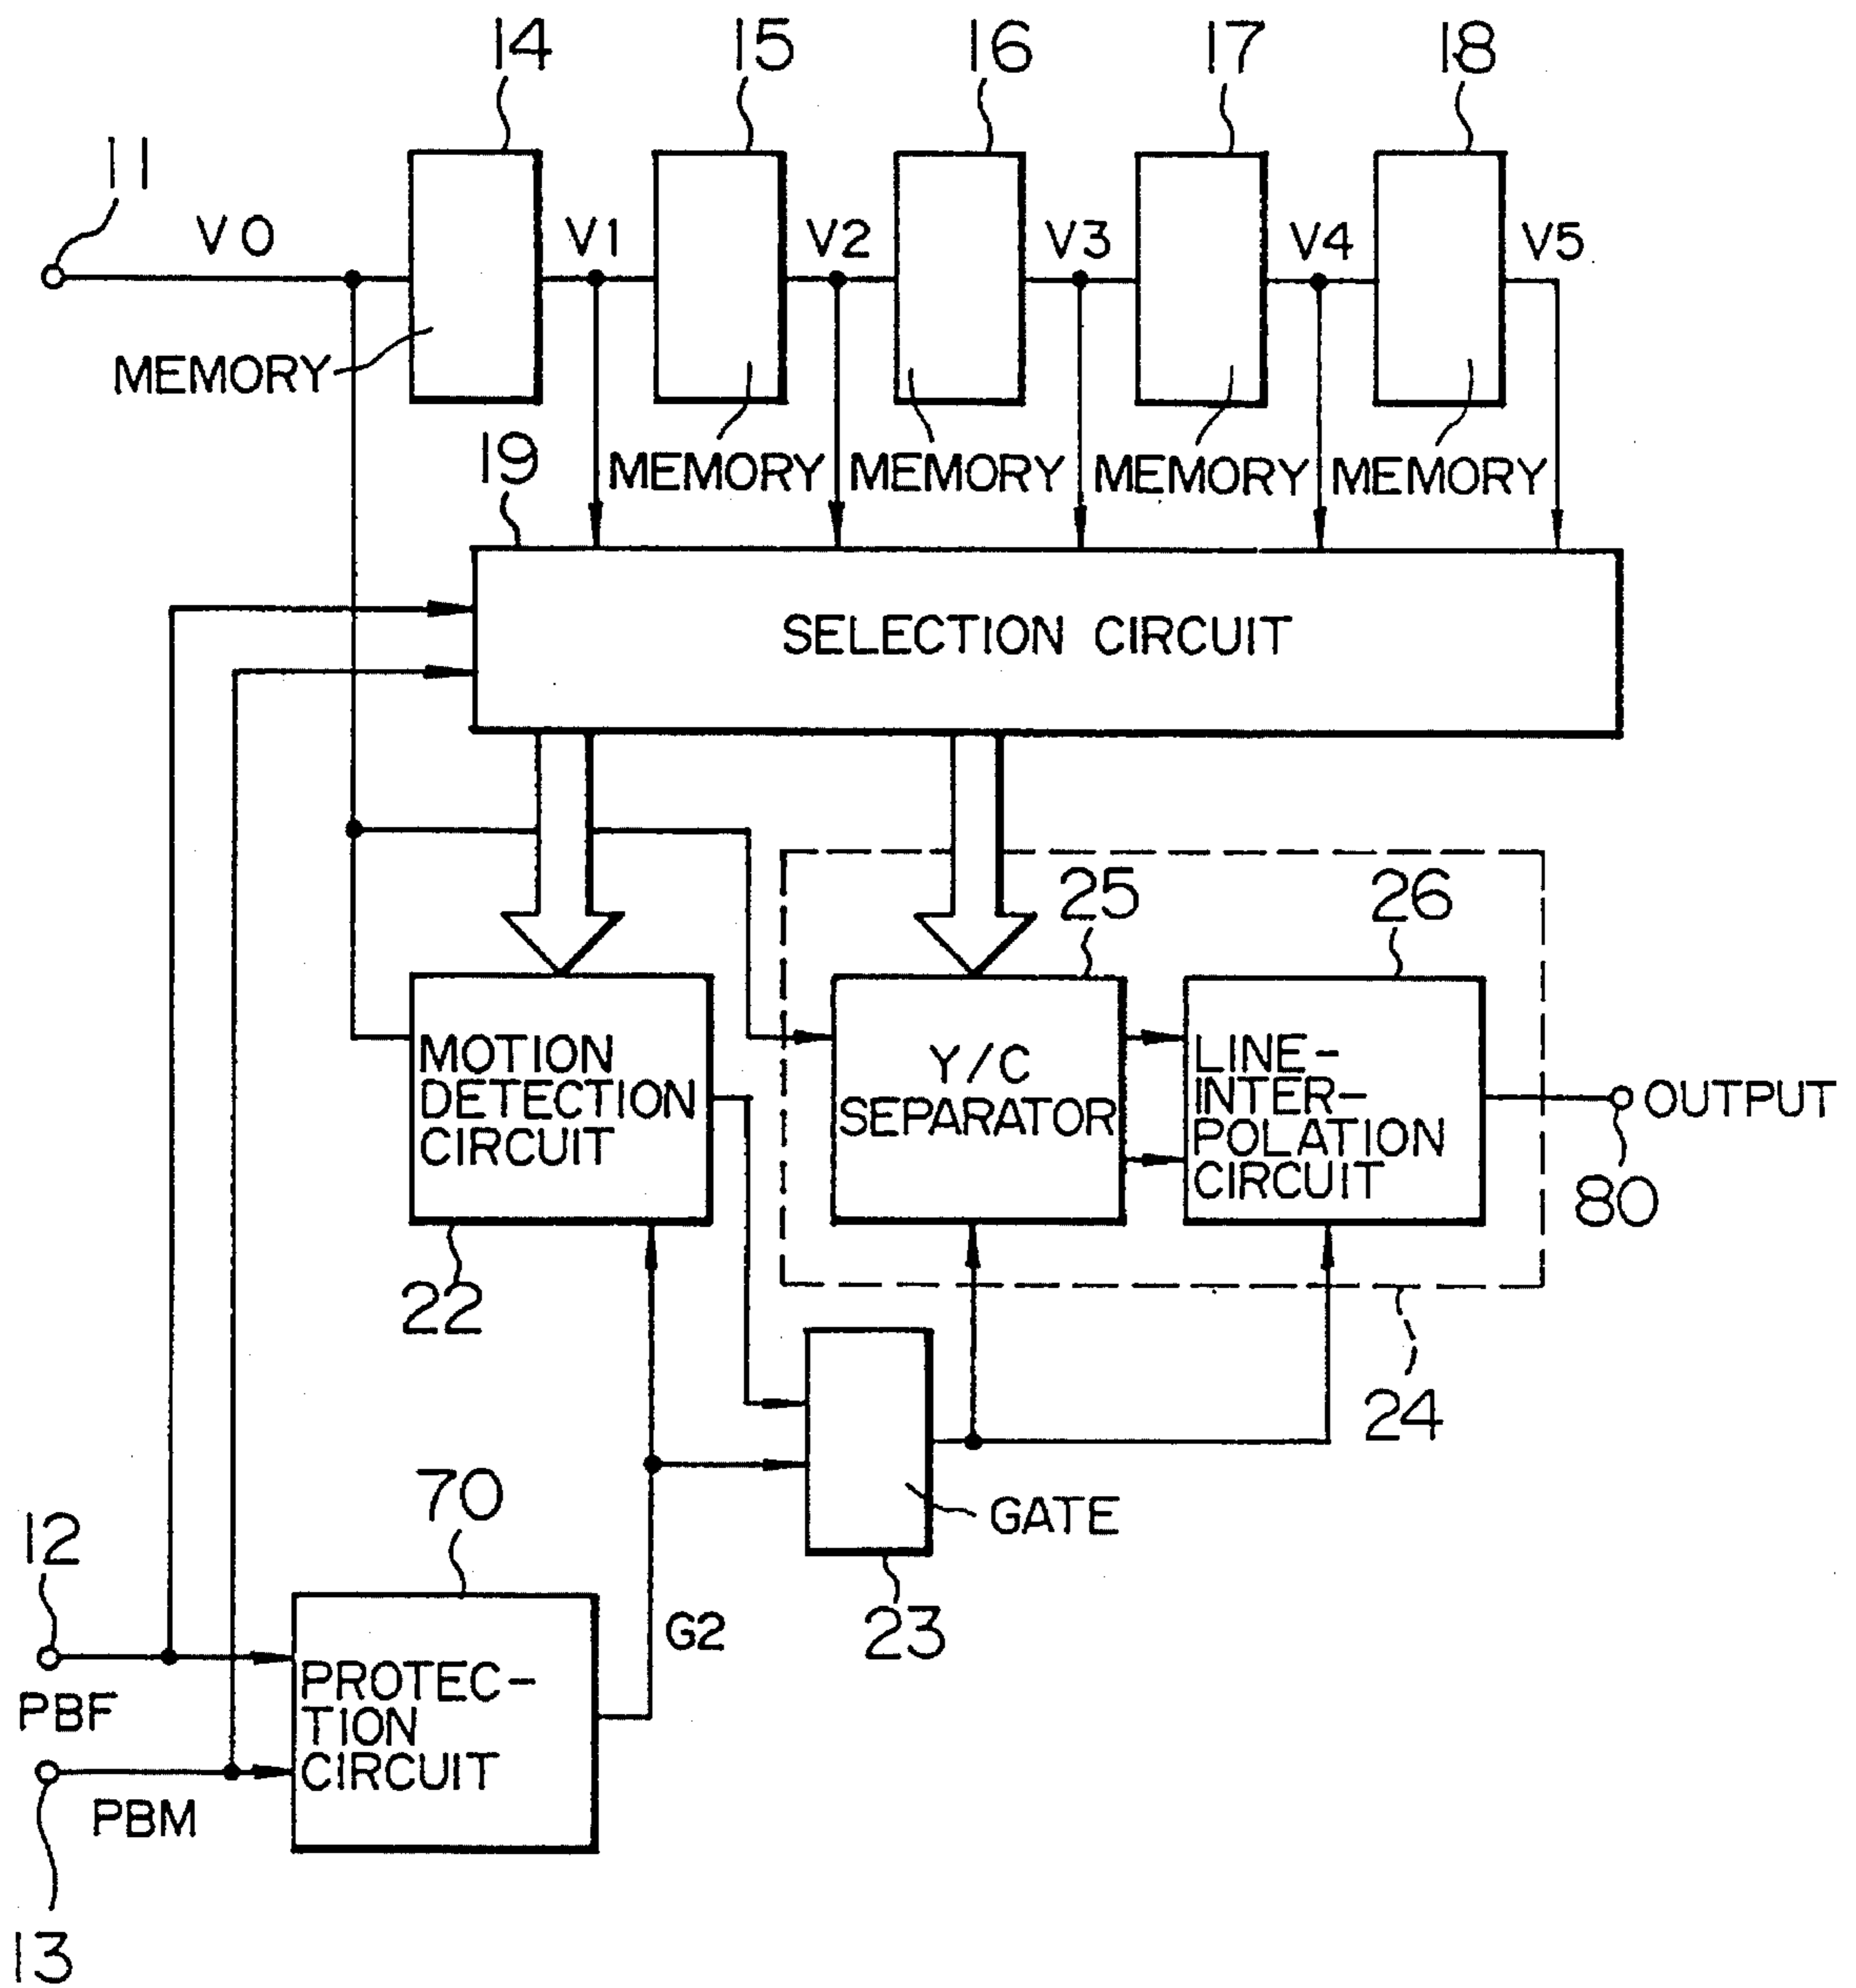 14
15
16
17
18
11
V0
V1
V2
V3
V4
V5
MEMORY
19
MEMORY
MEMORY
MEMORY
MEMORY
SELECTION CIRCUIT
25
26
MOTION
DETECTION
CIRCUIT
Y/C
SEPARATOR
LINE-
INTER-
POLATION
CIRCUIT
OUTPUT
80
22
24
70
GATE
12
23
G2
PBF
PROTEC-
TION
CIRCUIT
PBM
13